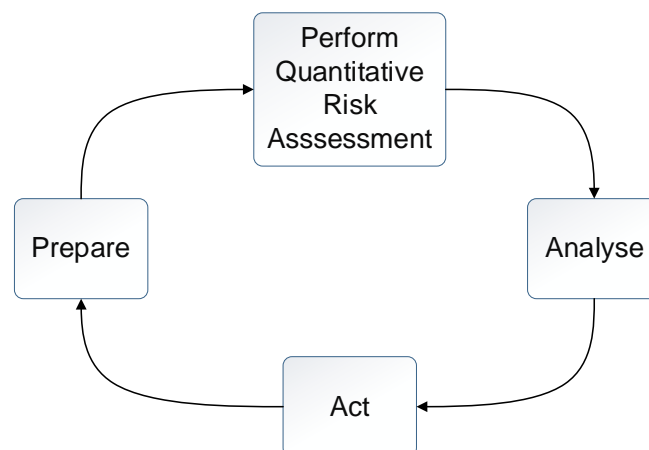 Perform
Quantitative
Risk
Asssessment
Prepare
Analyse
Act